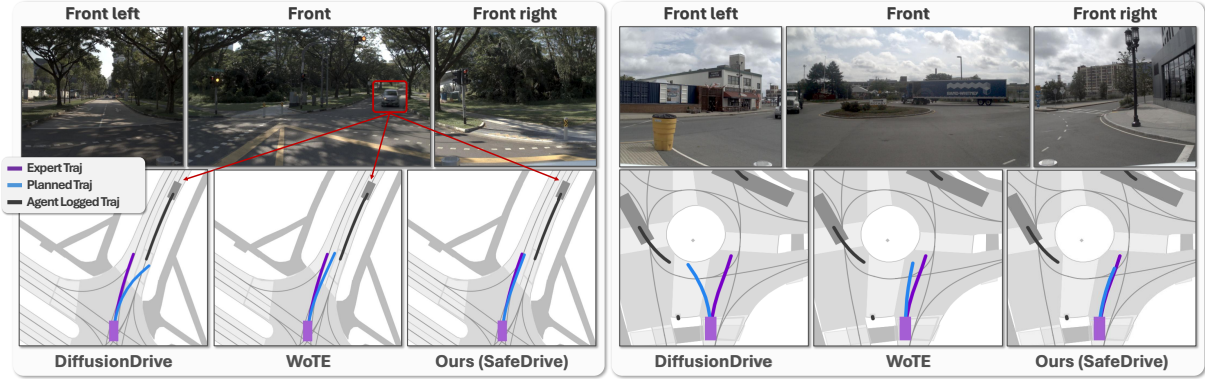 Front left
Front
Front right
Front left
Front
Front right
Expert Traj
Planned Traj
Agent Logged Traj
DiffusionDrive
WoTE
Ours (SafeDrive)
DiffusionDrive
WoTE
Ours (SafeDrive)